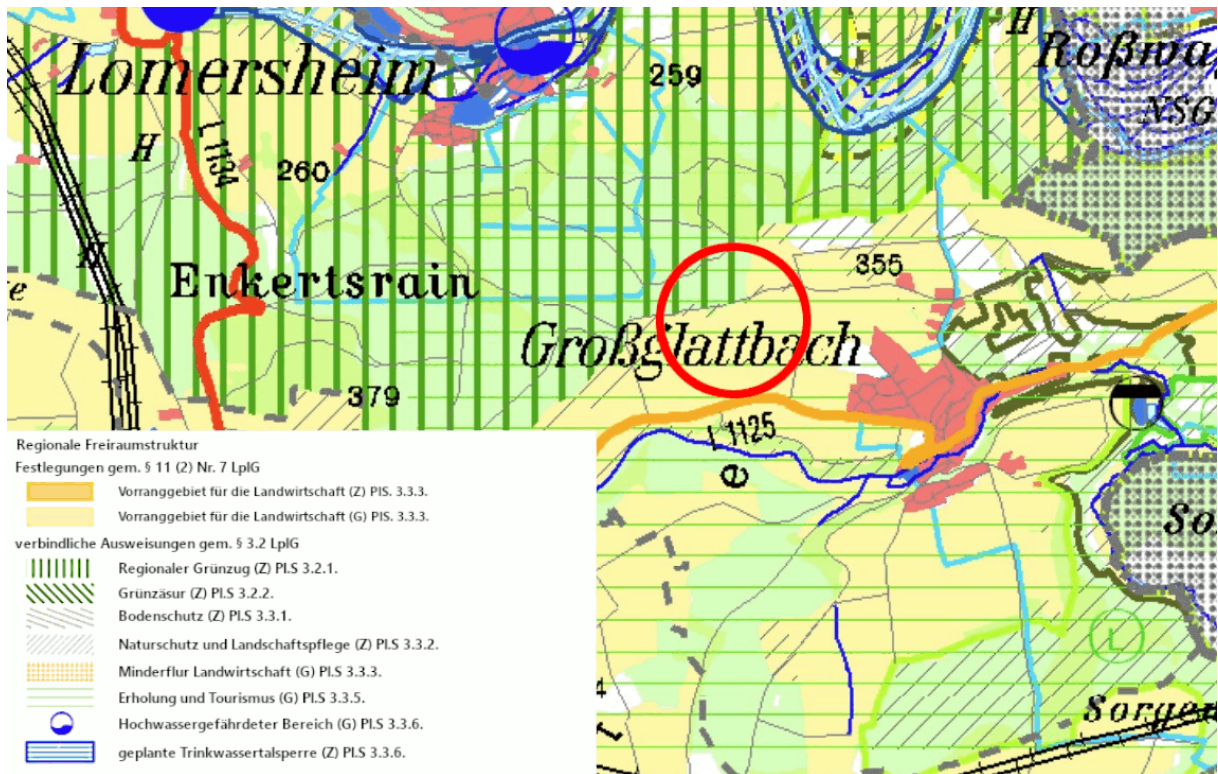 Lomersheim
H
L 1134
259
H
Roßwa
NSG
260
Enkertsrain
355
Großglattbach
e
379
L 1125
e
So
L
Sorgen
Regionale Freiraumstruktur
Festlegungen gem. § 11 (2) Nr. 7 LplG
Vorranggebiet für die Landwirtschaft (Z) PlS. 3.3.3.
Vorranggebiet für die Landwirtschaft (G) PlS. 3.3.3.
verbindliche Ausweisungen gem. § 3.2 LplG
Regionaler Grünzug (Z) Pl.S 3.2.1.
Grünzäsur (Z) Pl.S 3.2.2.
Bodenschutz (Z) Pl.S 3.3.1.
Naturschutz und Landschaftpflege (Z) Pl.S 3.3.2.
Minderflur Landwirtschaft (G) Pl.S 3.3.3.
Erholung und Tourismus (G) Pl.S 3.3.5.
Hochwassergefährdeter Bereich (G) Pl.S 3.3.6.
geplante Trinkwassertalsperre (Z) Pl.S 3.3.6.